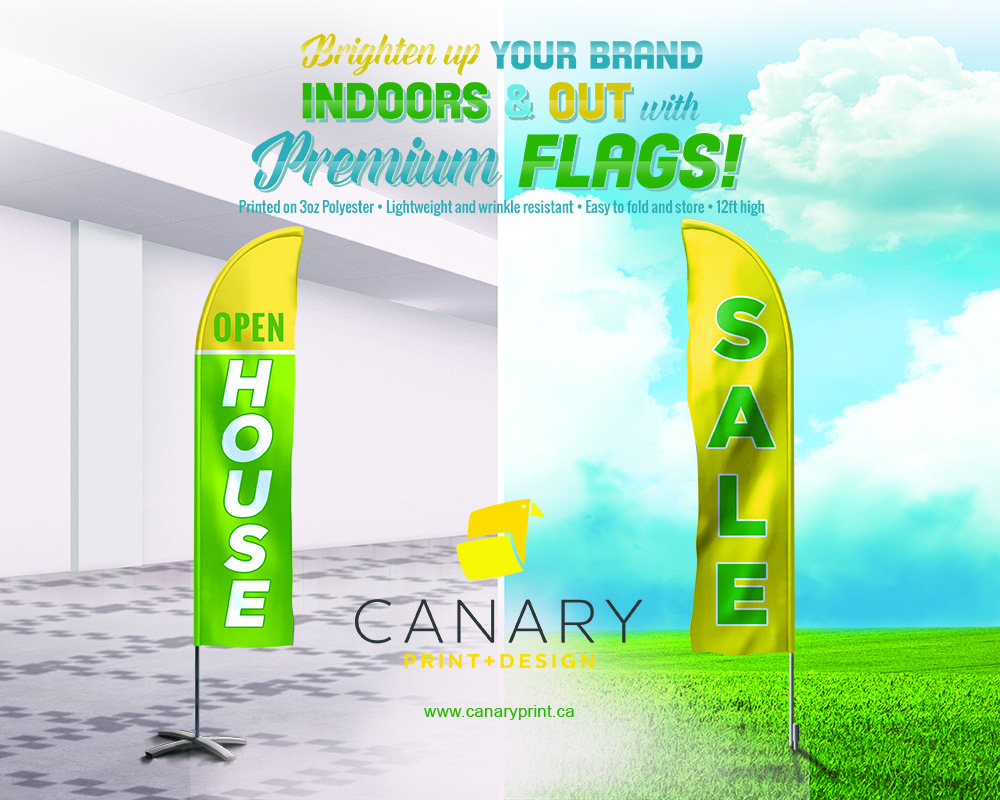 Brighten up YOUR BRAND
INDOORS & OUT with
Premium FLAGS!
Printed on 3oz Polyester • Lightweight and wrinkle resistant • Easy to fold and store • 12ft high
OPEN
HOUSE
SALE
CANARY
PRINT+DESIGN
www.canaryprint.ca